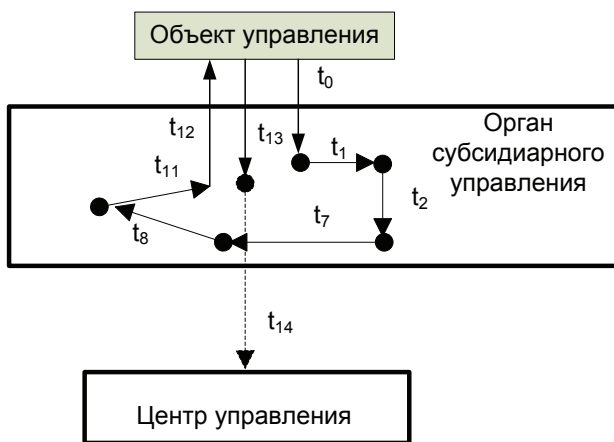 Объект управления
t0
Орган
субсидиарного
управления
t12
t13
t1
t11
t2
t7
t8
t14
Центр управления